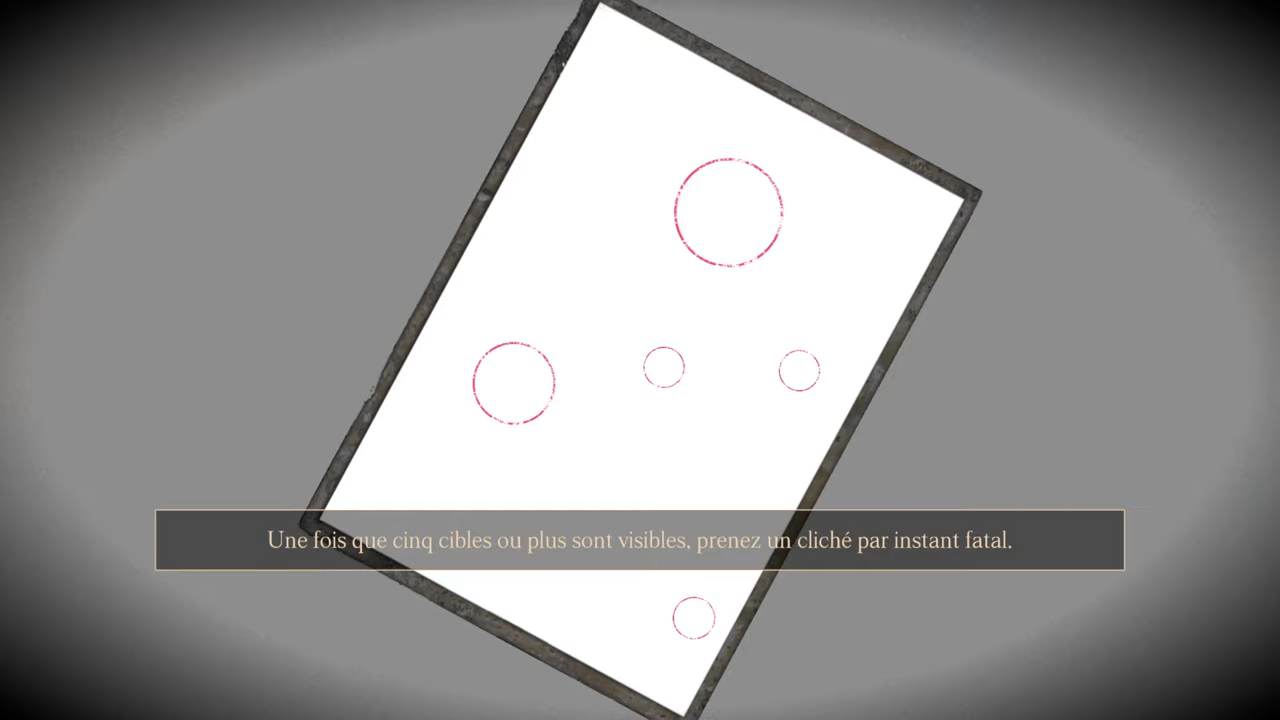 Une fois que cinq cibles ou plus sont visibles, prenez un cliché par instant fatal.